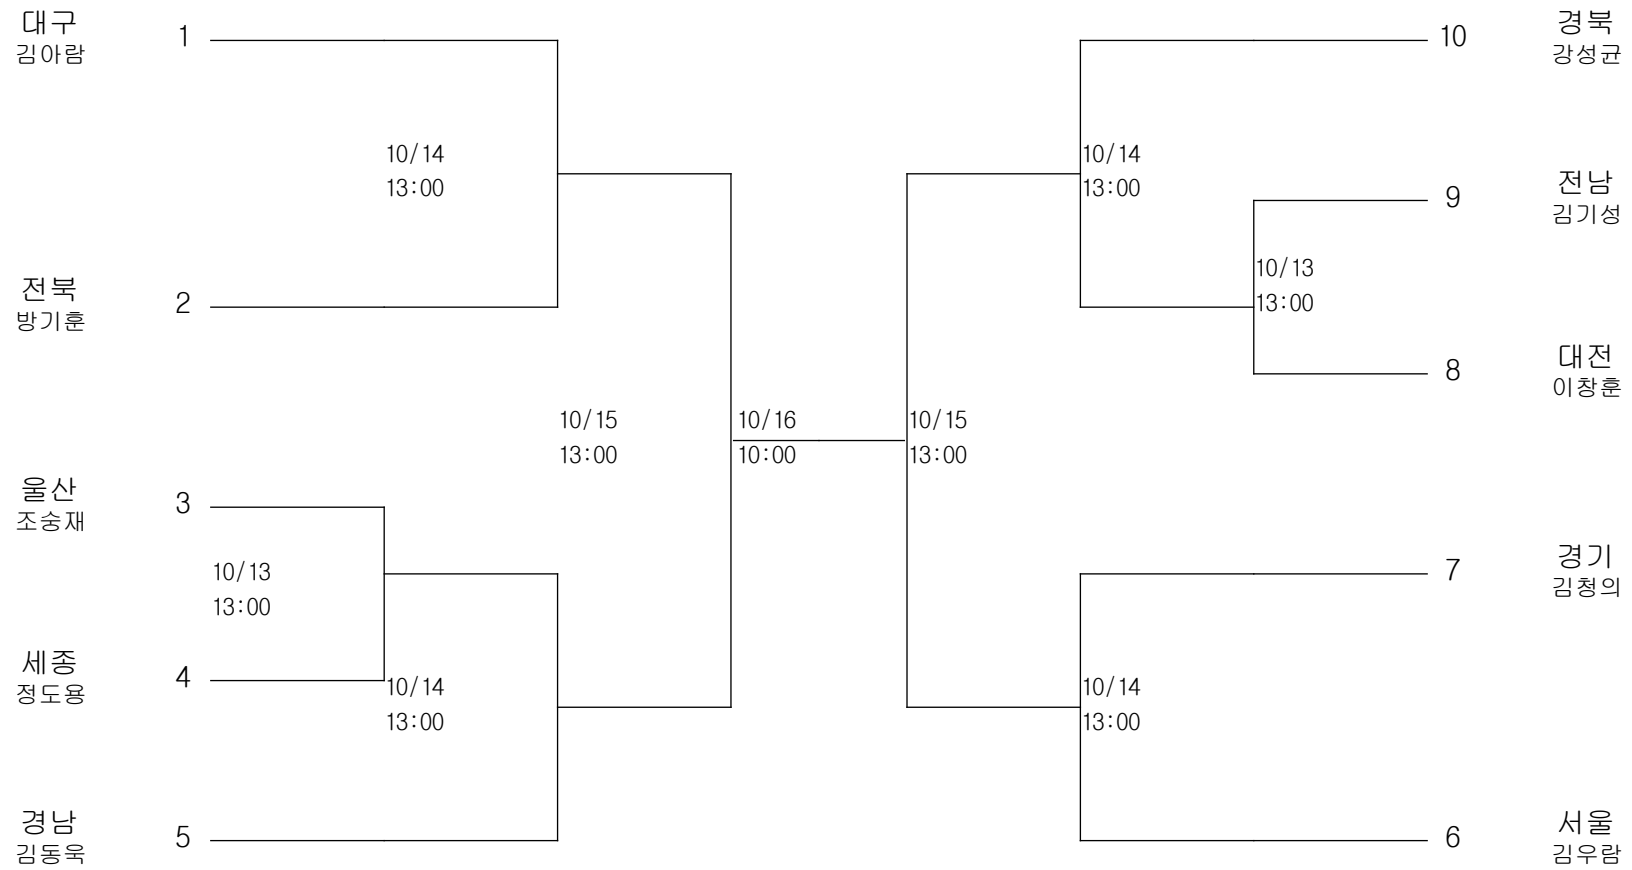 대구
김아람
1
10/14
13:00
전북
방기훈
2
울산
조숭재
3
10/13
13:00
세종
정도용
4
10/14
13:00
경남
김동욱
5
10/15
13:00
10/16
10:00
10/15
13:00
10
경북
강성균
10/14
13:00
9
전남
김기성
10/13
13:00
8
대전
이창훈
7
경기
김청의
10/14
13:00
6
서울
김우람